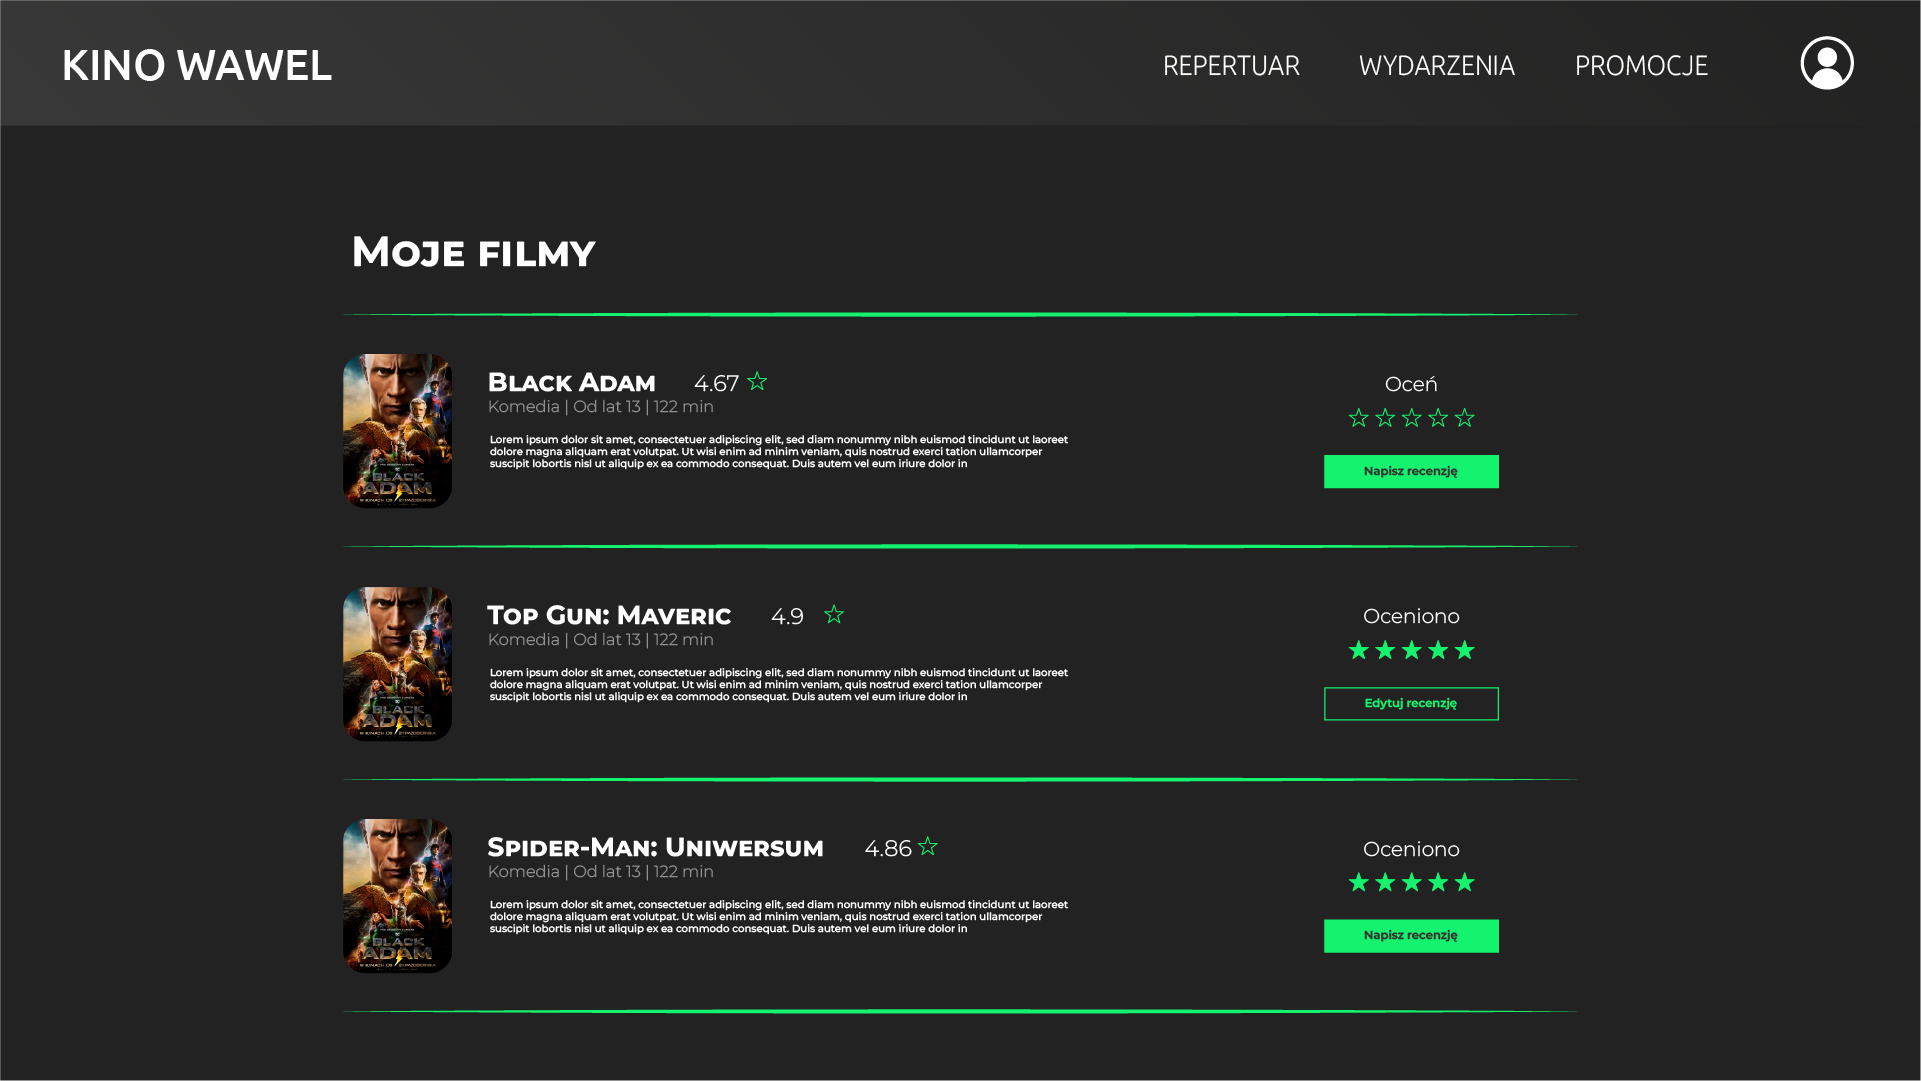 KINO WAWEL
REPERTUAR
WYDARZENIA
PROMOCJE
Moje filmy
Black Adam 4.67
Komedia | Od lat 13 | 122 min
Lorem ipsum dolor sit amet, consectetuer adipiscing elit, sed diam nonummy nibh euismod tincidunt ut laoreet
dolore magna aliquam erat volutpat. Ut wisi enim ad minim veniam, quis nostrud exerci tation ullamcorper
suscipit lobortis nisl ut aliquip ex ea commodo consequat. Duis autem vel eum iriure dolor in
Oceń
Napisz recenzję
BLACK
ADAM
Top Gun: Maveric 4.9
Komedia | Od lat 13 | 122 min
Lorem ipsum dolor sit amet, consectetuer adipiscing elit, sed diam nonummy nibh euismod tincidunt ut laoreet
dolore magna aliquam erat volutpat. Ut wisi enim ad minim veniam, quis nostrud exerci tation ullamcorper
suscipit lobortis nisl ut aliquip ex ea commodo consequat. Duis autem vel eum iriure dolor in
Oceniono
Edytuj recenzję
BLACK
ADAM
Spider-Man: Uniwersum 4.86
Komedia | Od lat 13 | 122 min
Lorem ipsum dolor sit amet, consectetuer adipiscing elit, sed diam nonummy nibh euismod tincidunt ut laoreet
dolore magna aliquam erat volutpat. Ut wisi enim ad minim veniam, quis nostrud exerci tation ullamcorper
suscipit lobortis nisl ut aliquip ex ea commodo consequat. Duis autem vel eum iriure dolor in
Oceniono
Napisz recenzję
BLACK
ADAM